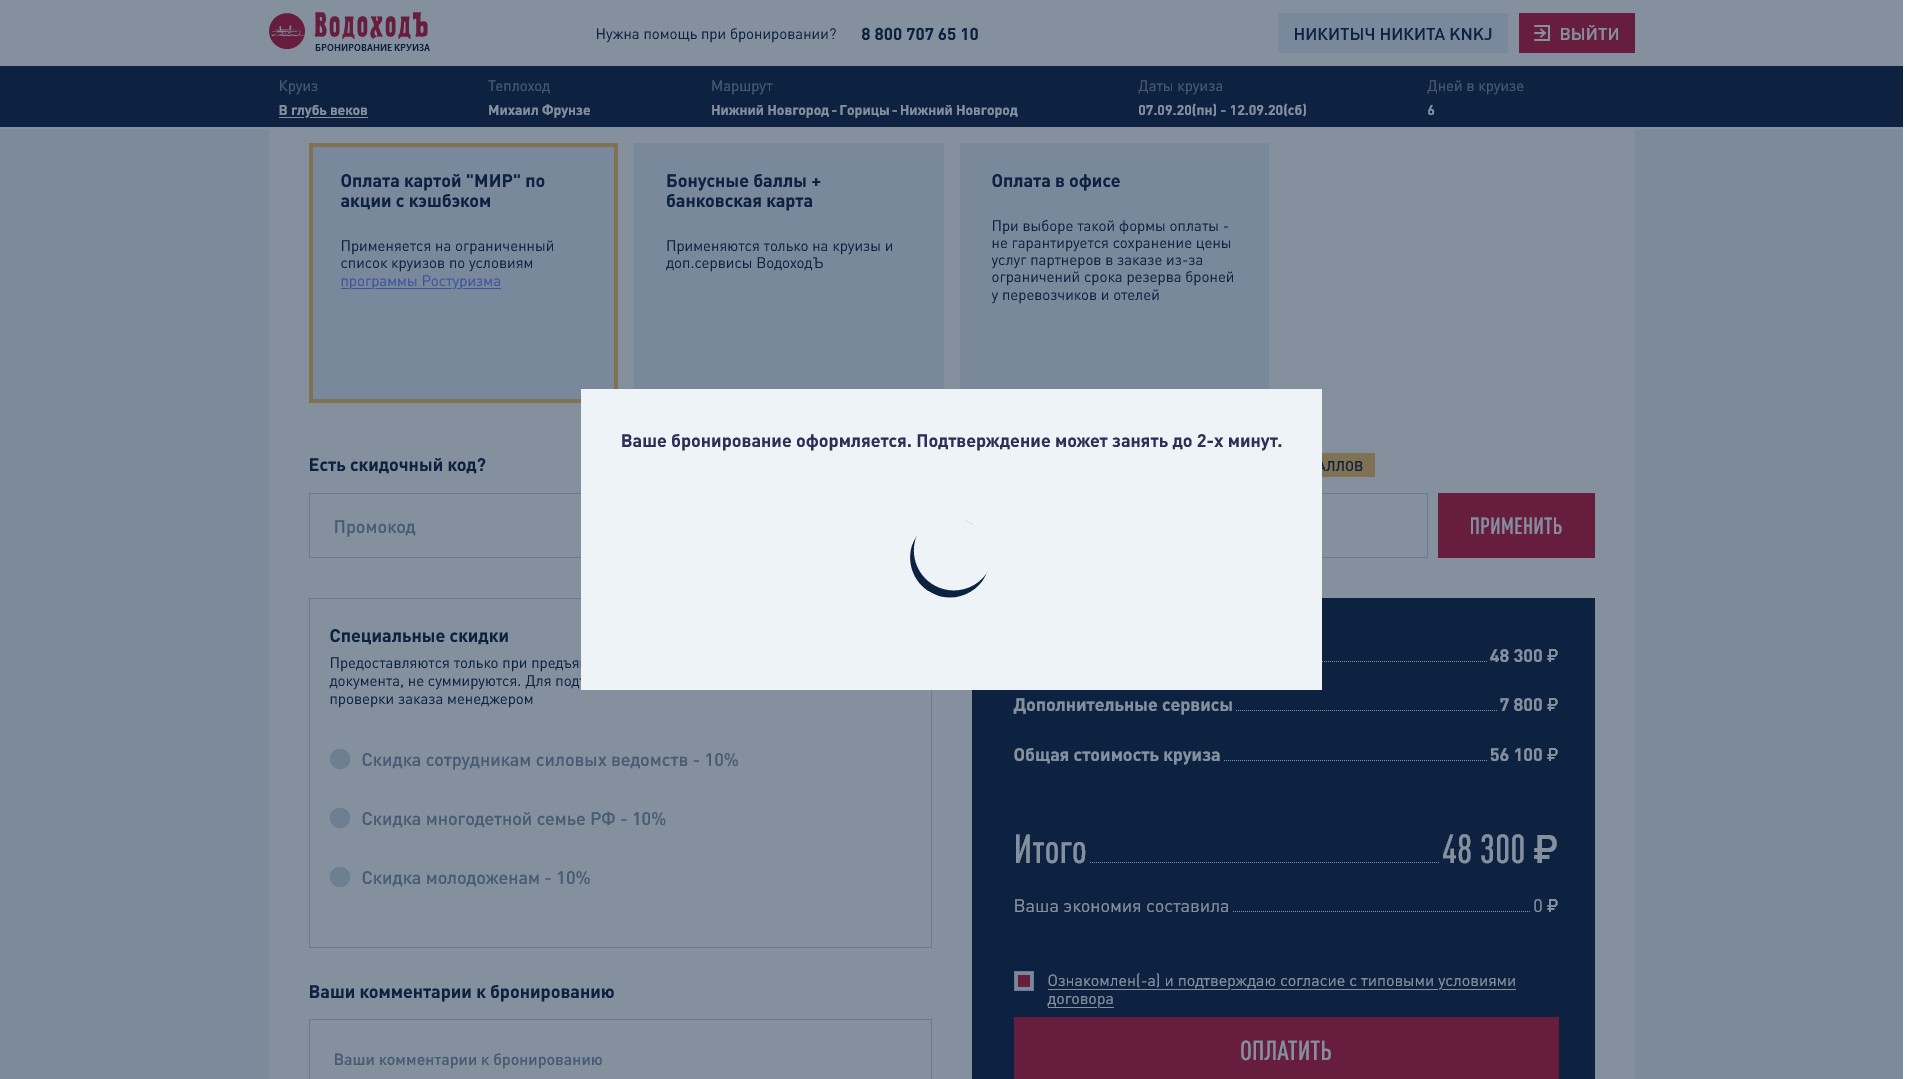 ВодоходЪ
БРОНИРОВАНИЕ КРУИЗА
Нужна помощь при бронировании?
8 800 707 65 10
НИКИТЫЧ НИКИТА KNKJ
ВЫЙТИ
Круиз
В глубь веков
Теплоход
Михаил Фрунзе
Маршрут
Нижний Новгород - Горицы - Нижний Новгород
Даты круиза
07.09.20(пн) - 12.09.20(сб)
Дней в круизе
6
Оплата картой "МИР" по
акции с кэшбэком
Применяется на ограниченный
список круизов по условиям
программы Ростуризма
Бонусные баллы +
банковская карта
Применяются только на круизы и
доп.сервисы ВодоходЪ
Оплата в офисе
При выборе такой формы оплаты -
не гарантируется сохранение цены
услуг партнеров в заказе из-за
ограничений срока резерва броней
у перевозчиков и отелей
Ваше бронирование оформляется. Подтверждение может занять до 2-х минут.
Есть скидочный код?
Промокод
ПРИМЕНИТЬ
Специальные скидки
Предоставляются только при
документа, не суммируются. Для
проверки заказа менеджером
Скидка сотрудникам силовых ведомств - 10%
Скидка многодетной семье РФ - 10%
Скидка молодоженам - 10%
Ваши комментарии к бронированию
Ваши комментарии к бронированию
48 300 ₽
Дополнительные сервисы 7 800 ₽
Общая стоимость круиза 56 100 ₽
Итого 48 300 ₽
Ваша экономия составила 0 ₽
Ознакомлен(-а) и подтверждаю согласие с типовыми условиями
договора
ОПЛАТИТЬ